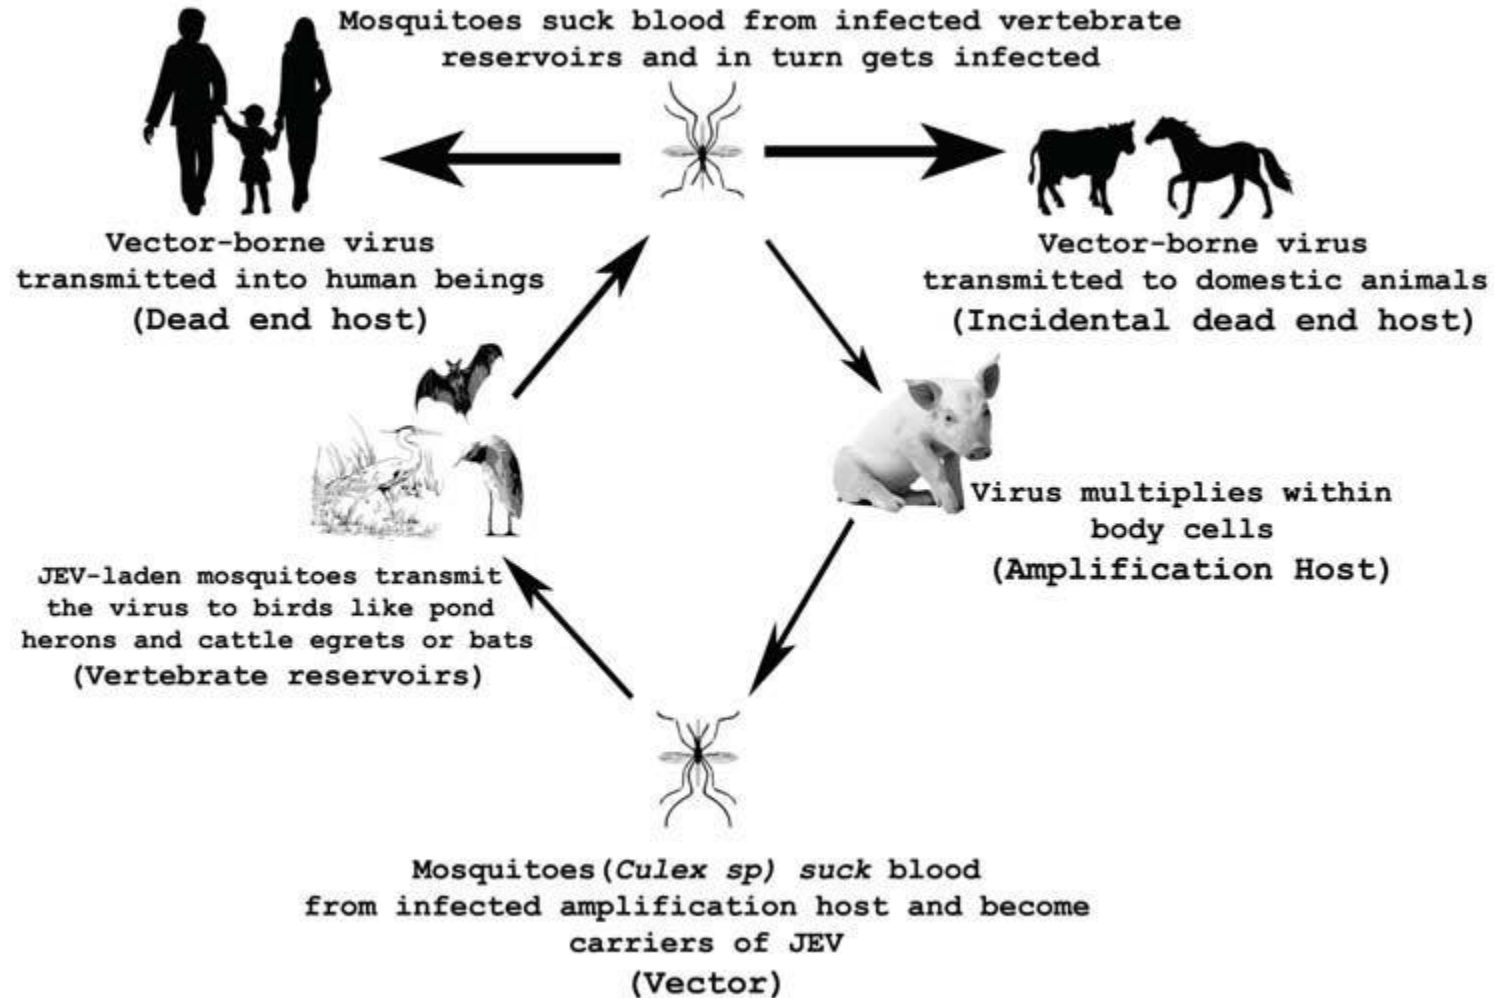 Mosquitoes suck blood from infected vertebrate
reservoirs and in turn gets infected
Vector-borne virus
transmitted into human beings
(Dead end host)
Vector-borne virus
transmitted to domestic animals
(Incidental dead end host)
Virus multiplies within
body cells
(Amplification Host)
JEV-laden mosquitoes transmit
the virus to birds like pond
herons and cattle egrets or bats
(Vertebrate reservoirs)
Mosquitoes(Culex sp) suck blood
from infected amplification host and become
carriers of JEV
(Vector)